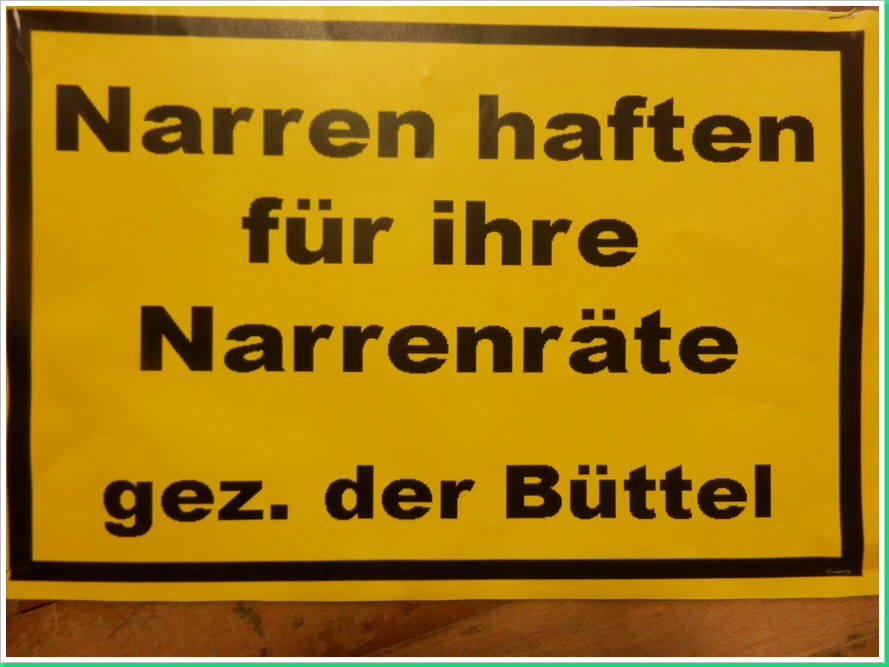 Narren haften
für ihre
Narrenräte
gez. der Büttel